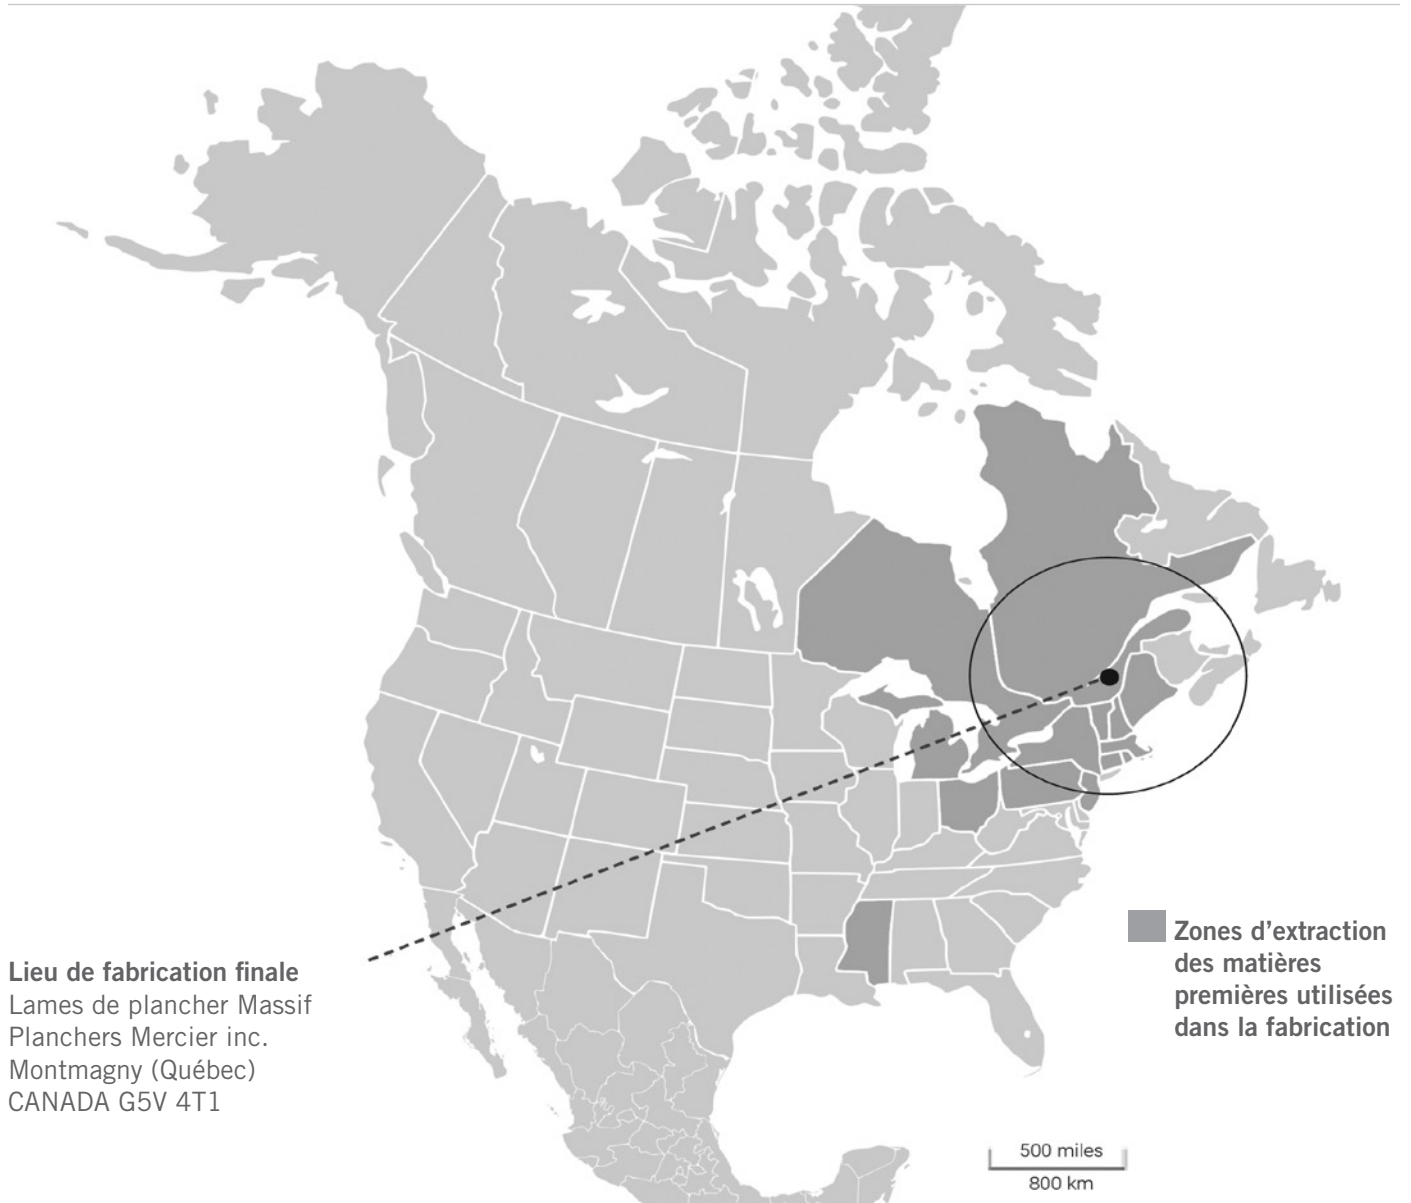 Lieu de fabrication finale
Lames de plancher Massif
Planchers Mercier inc.
Montmagny (Québec)
CANADA G5V 4T1
Zones d’extraction
des matières
premières utilisées
dans la fabrication
500 miles
800 km